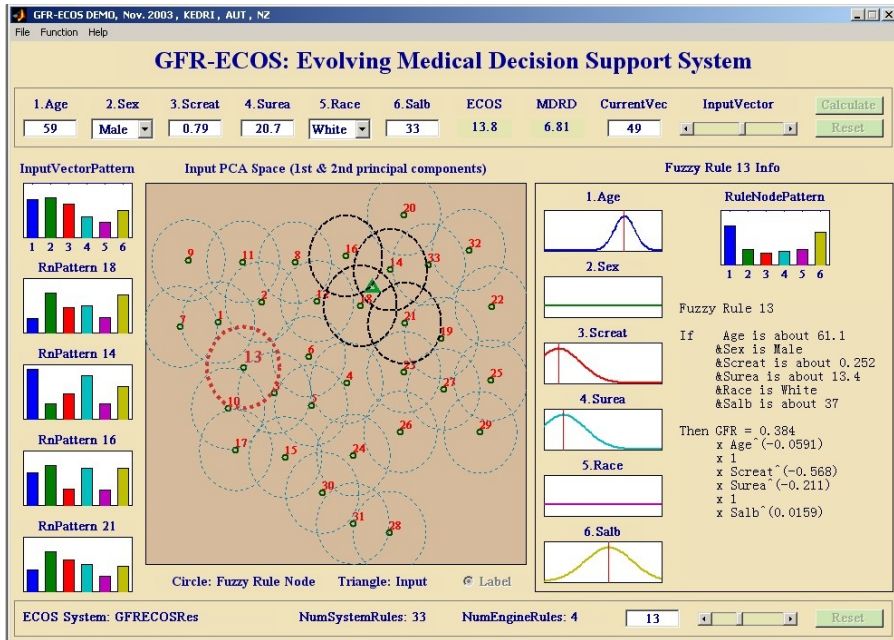 GFR-ECOS DEMO, Nov. 2003 , KEDRI , AUT , NZ
File Function Help
GFR-ECOS: Evolving Medical Decision Support System
1.Age 2.Sex 3.Screat 4.Surea 5.Race 6.Salb ECOS MDRD CurrentVec InputVector Calculate
59 Male 0.79 20.7 White 33 13.8 6.81 49 Reset
InputVectorPattern
1 2 3 4 5 6
RnPattern 18
RnPattern 14
RnPattern 16
RnPattern 21
Input PCA Space (1st & 2nd principal components)
20
16 32
9 11 8 14 33
2 12 18 22
7 1 21
19
13 6
4 23 25
10 5 27
26 29
17 15 24
30
31 28
Circle: Fuzzy Rule Node Triangle: Input Label
Fuzzy Rule 13 Info
1.Age
2.Sex
3.Screat
4.Surea
5.Race
6.Salb
RuleNodePattern
1 2 3 4 5 6
Fuzzy Rule 13
If Age is about 61.1
&Sex is Male
&Screat is about 0.252
&Surea is about 13.4
&Race is White
&Salb is about 37
Then GFR = 0.384
x Age^(-0.0591)
x 1
x Screat^(-0.568)
x Surea^(-0.211)
x 1
x Salb^(0.0159)
ECOS System: GFRECOSRes NumSystemRules: 33 NumEngineRules: 4 13 Reset